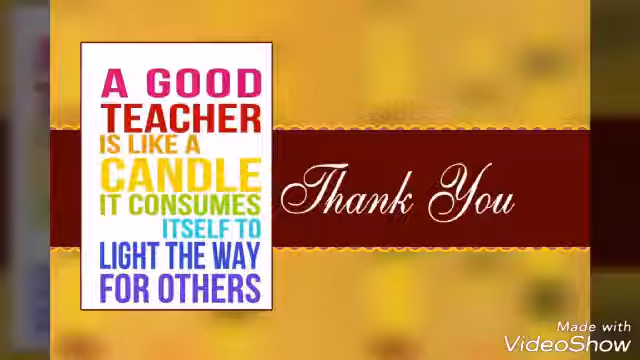 A GOOD
TEACHER
IS LIKE A
CANDLE
IT CONSUMES
ITSELF TO
LIGHT THE WAY
FOR OTHERS
Thank You
Made with
VideoShow